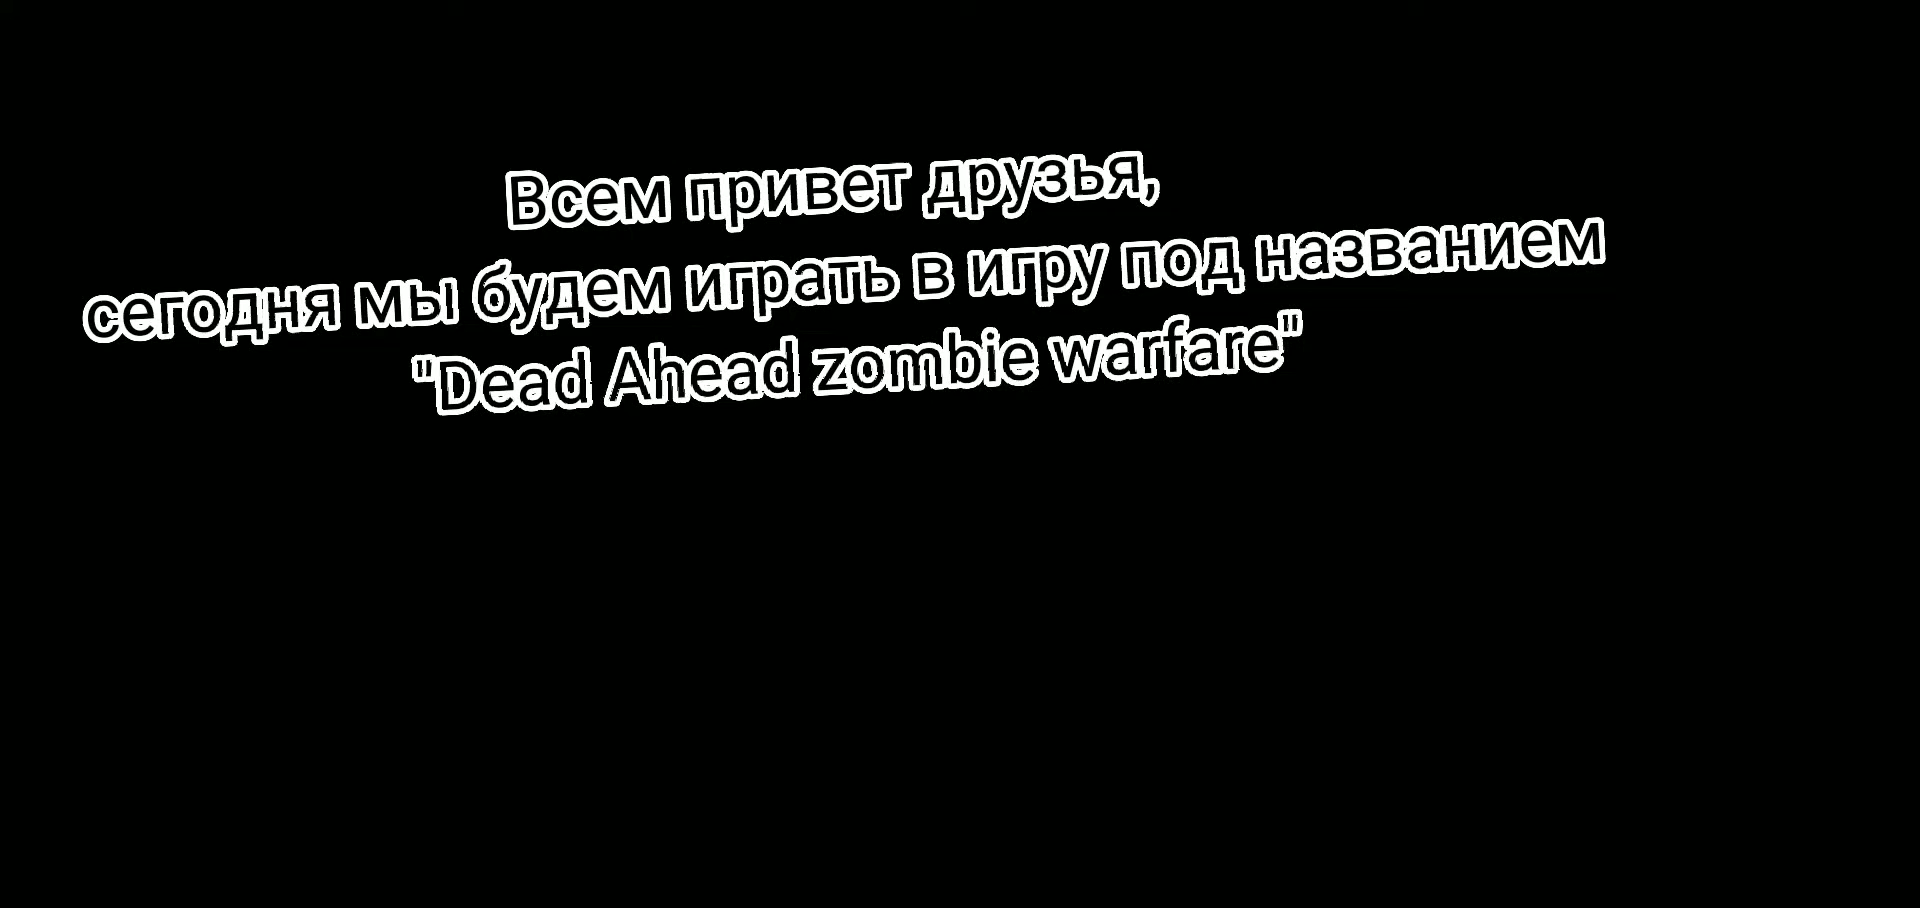 Всем привет друзья,
сегодня мы будем играть в игру под названием
"Dead Ahead zombie warfare"